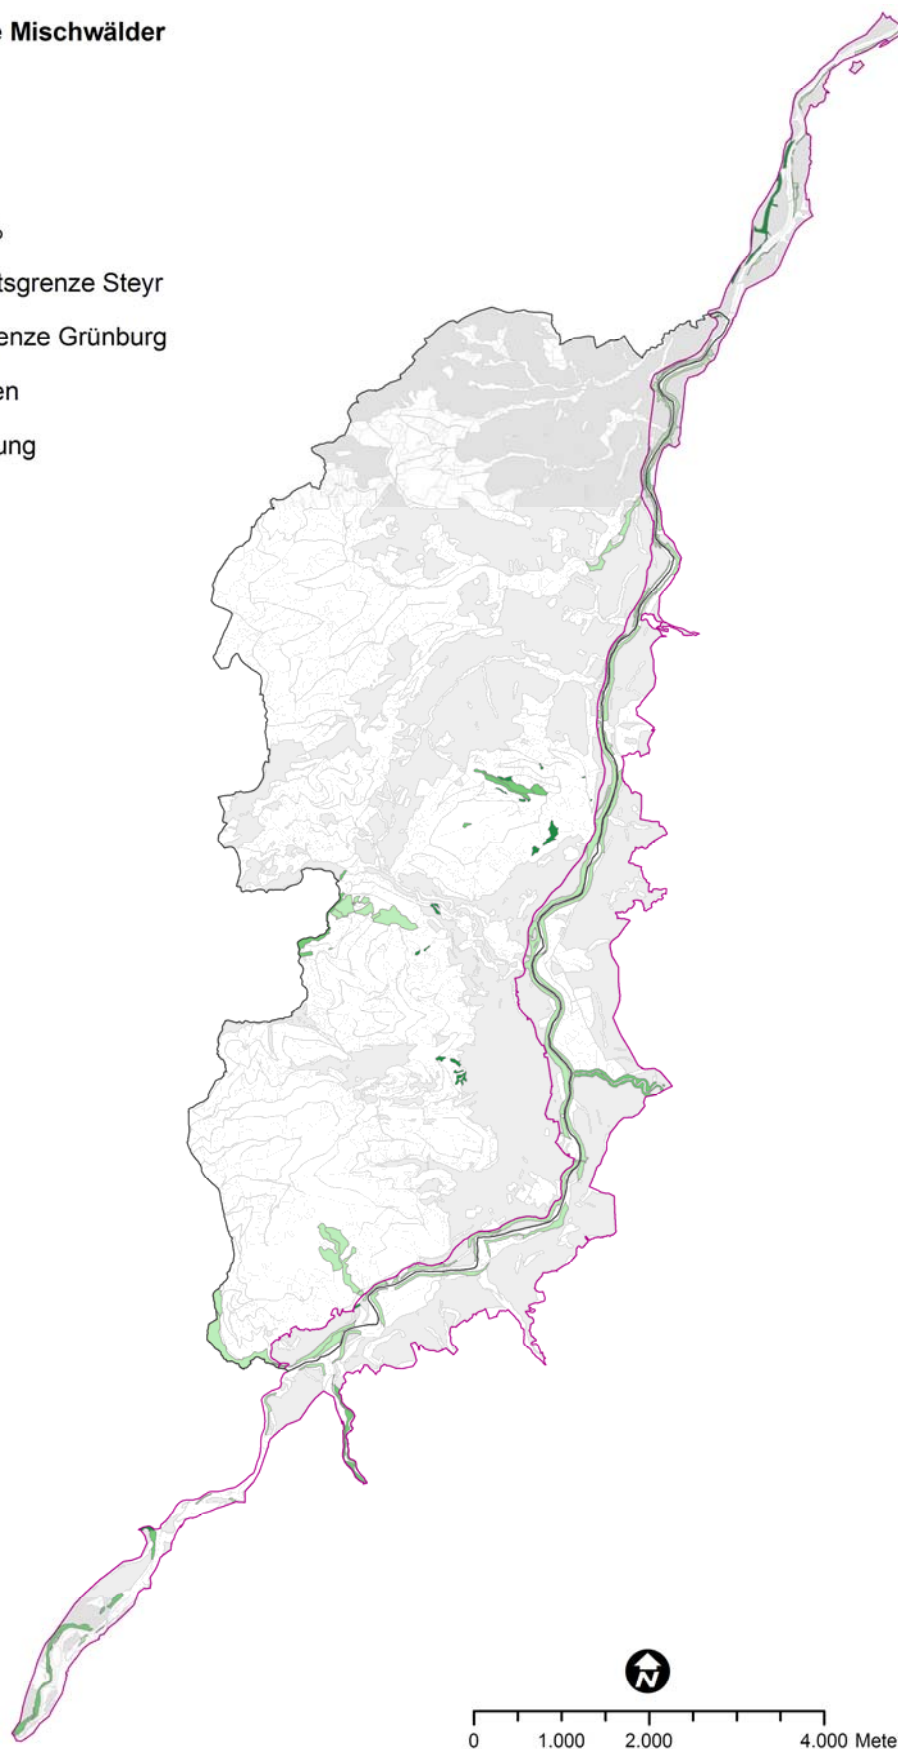 e Mischwälder
tsgrenze Steyr
enze Grünburg
en
ung
N
0 1.000 2.000 4.000 Mete